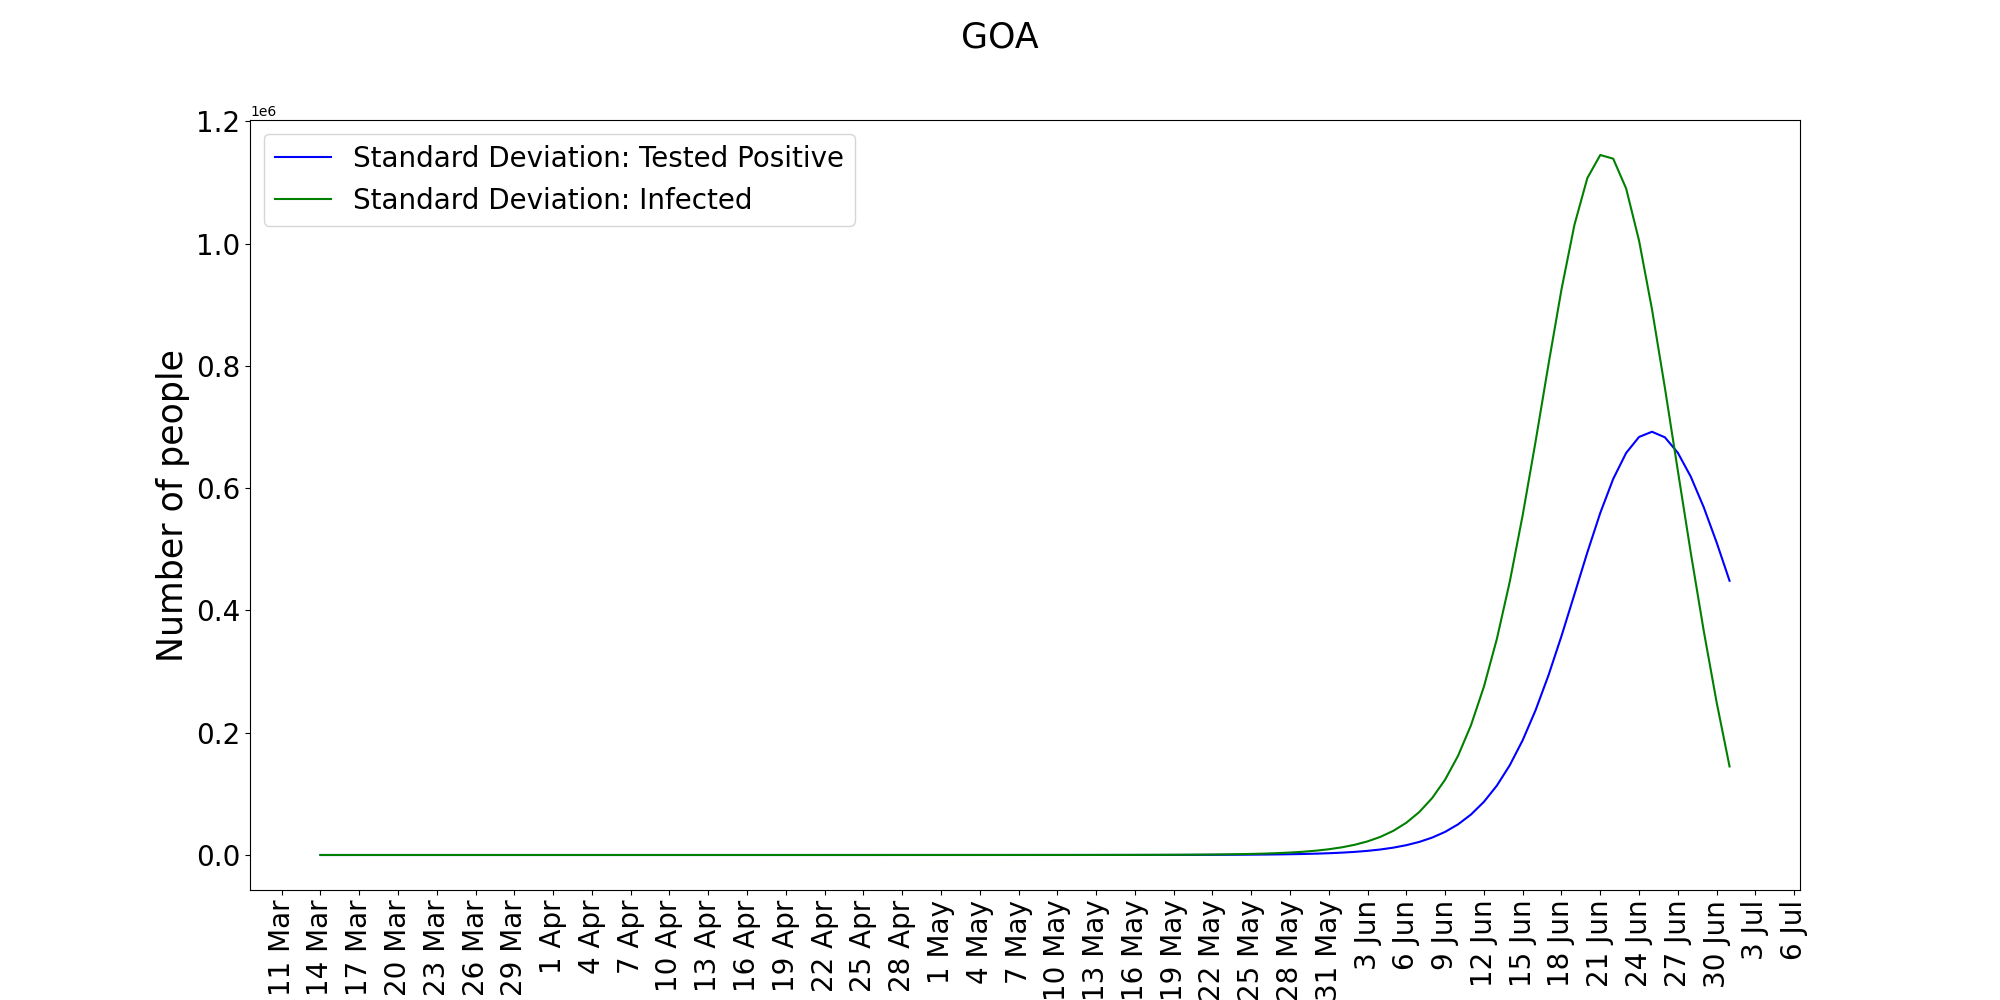 GOA
1e6
1.2
1.0
0.8
0.6
0.4
0.2
0.0
Number of people
Standard Deviation: Tested Positive
Standard Deviation: Infected
11 Mar
14 Mar
17 Mar
20 Mar
23 Mar
26 Mar
29 Mar
1 Apr
4 Apr
7 Apr
10 Apr
13 Apr
16 Apr
19 Apr
22 Apr
25 Apr
28 Apr
1 May
4 May
7 May
10 May
13 May
16 May
19 May
22 May
25 May
28 May
31 May
3 Jun
6 Jun
9 Jun
12 Jun
15 Jun
18 Jun
21 Jun
24 Jun
27 Jun
30 Jun
3 Jul
6 Jul